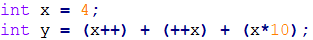 int x = 4;
int y = (x++) + (++x) + (x*10);